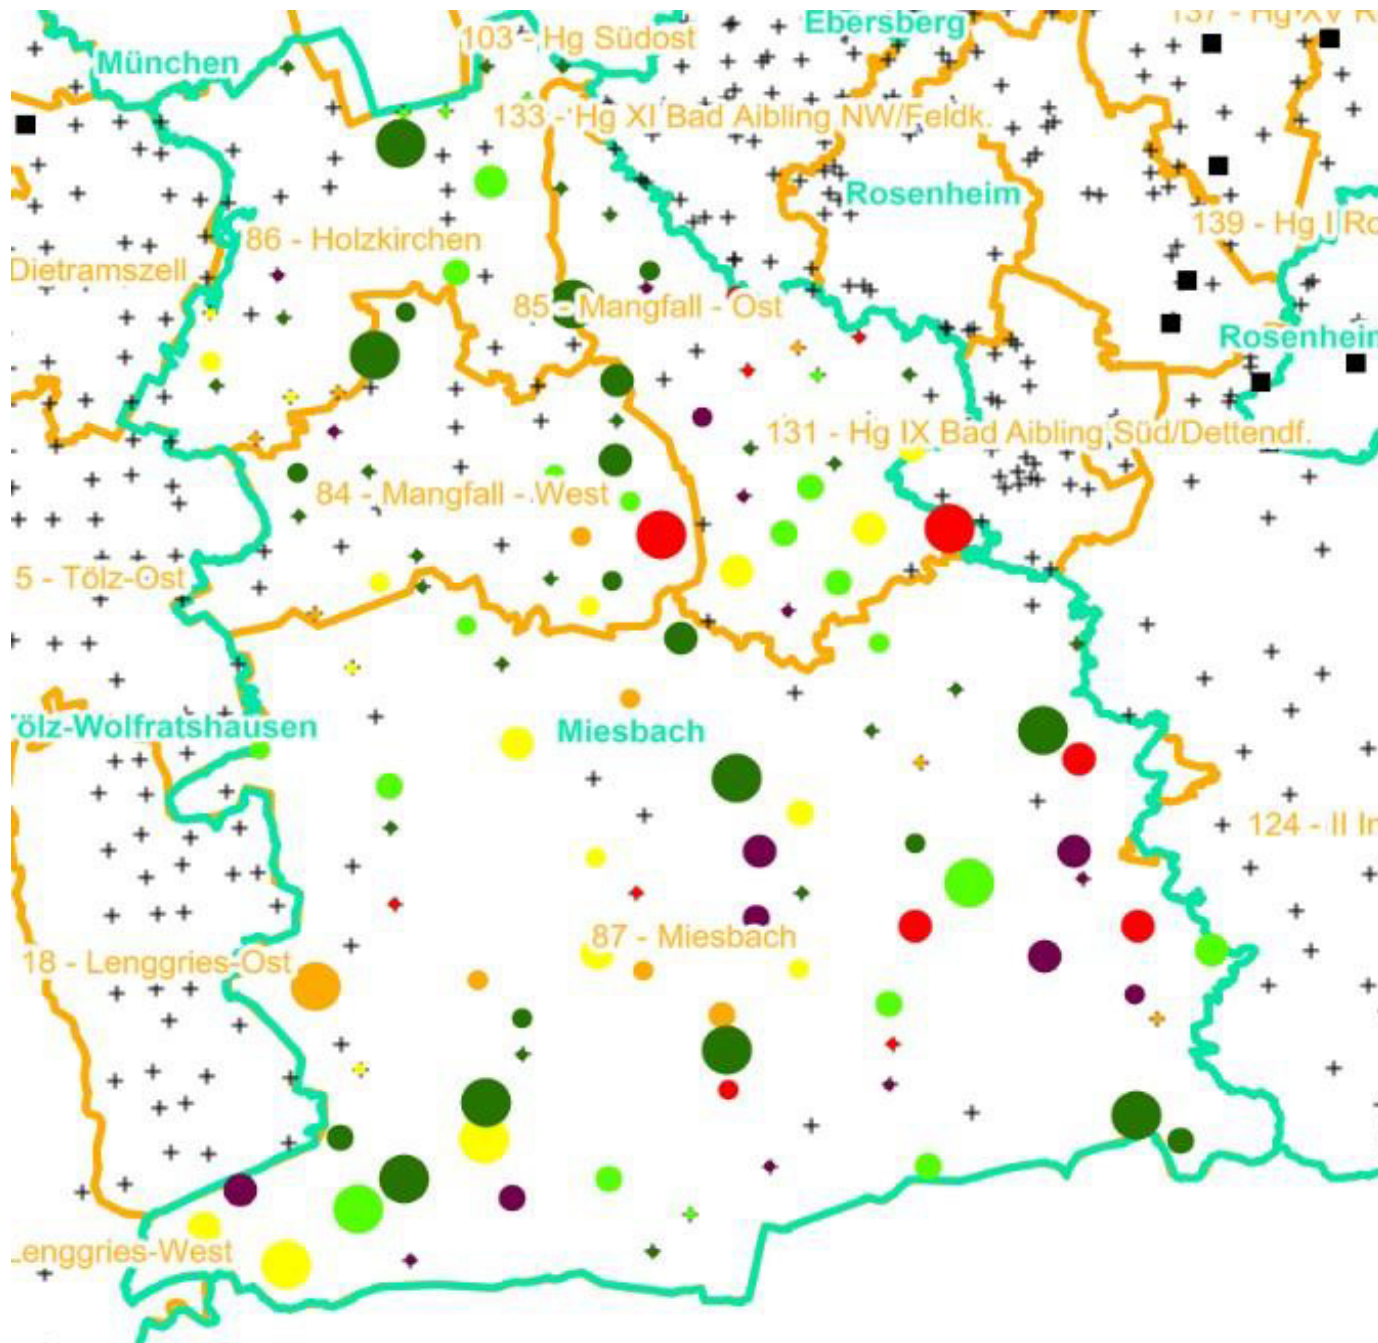 Ebersberg
103 - Hg Südost
München
133 - Hg XI Bad Aibling NW/Feldk.
Rosenheim
139 - Hg I Ro
86 - Holzkirchen
Dietramszell
85 - Mangfall - Ost
Rosenheim
131 - Hg IX Bad Aibling Süd/Dettendf.
84 - Mangfall - West
5 - Tölz-Ost
ölz-Wolfratshausen
Miesbach
124 - II In
87 - Miesbach
18 - Lenggries-Ost
Lenggries-West